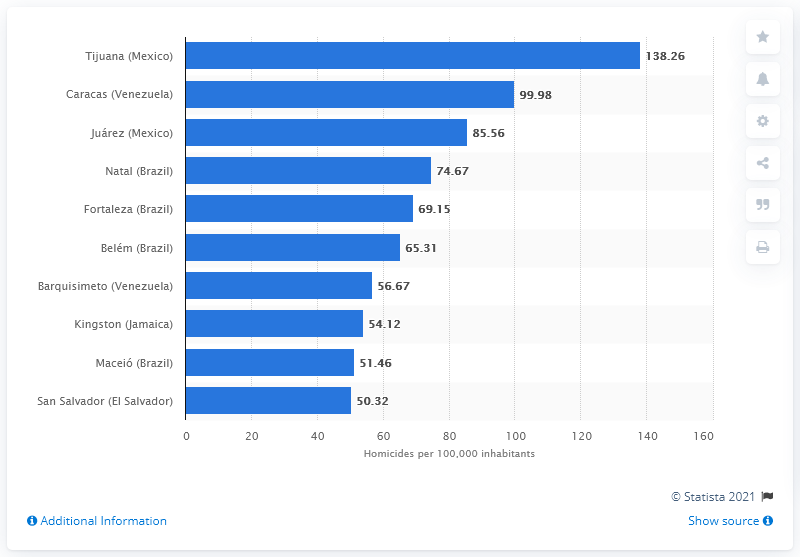 Tijuana (Mexico) 138.26
Caracas (Venezuela) 99.98
Juárez (Mexico) 85.56
Natal (Brazil) 74.67
Fortaleza (Brazil) 69.15
Belém (Brazil) 65.31
Barquisimeto (Venezuela) 56.67
Kingston (Jamaica) 54.12
Maceió (Brazil) 51.46
San Salvador (El Salvador) 50.32
0 20 40 60 80 100 120 140 160
Homicides per 100,000 inhabitants
© Statista 2021
Additional Information Show source